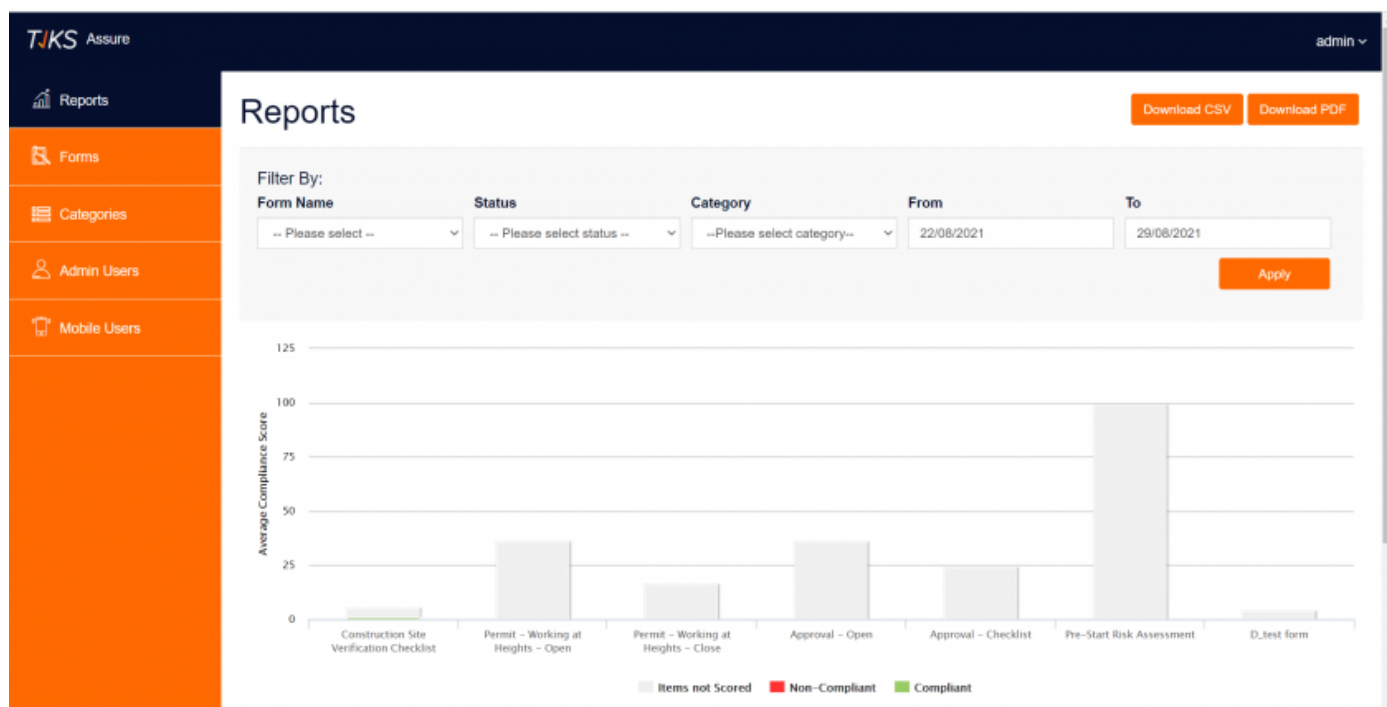 TJKS Assure
admin
Reports
Forms
Categories
Admin Users
Mobile Users
Reports
Download CSV Download PDF
Filter By:
Form Name Status Category From To
-- Please select -- -- Please select status -- --Please select category-- 22/08/2021 29/08/2021
Apply
125
100
75
50
25
0
Average Compliance Score
Construction Site Verification Checklist
Permit - Working at Heights - Open
Permit - Working at Heights - Close
Approval - Open
Approval - Checklist
Pre-Start Risk Assessment
D_test form
Items not Scored Non-Compliant Compliant